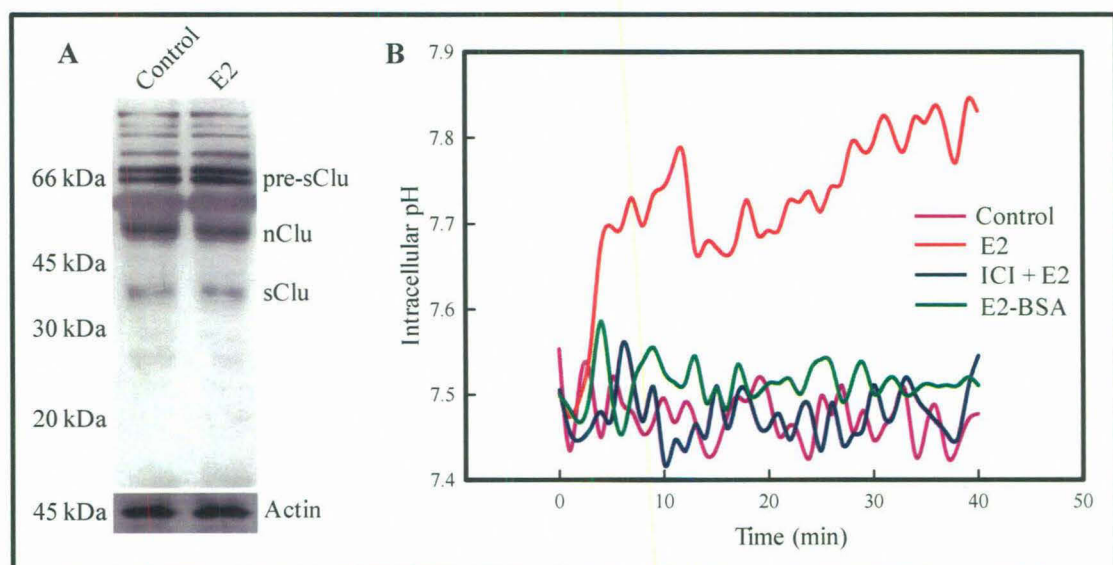 A
Control
E2
66 kDa
pre-sClu
nClu
45 kDa
sClu
30 kDa
20 kDa
45 kDa
Actin
B
Intracellular pH
7.9
7.8
7.7
7.6
7.5
7.4
Control
E2
ICI + E2
E2-BSA
0
10
20
30
40
50
Time (min)